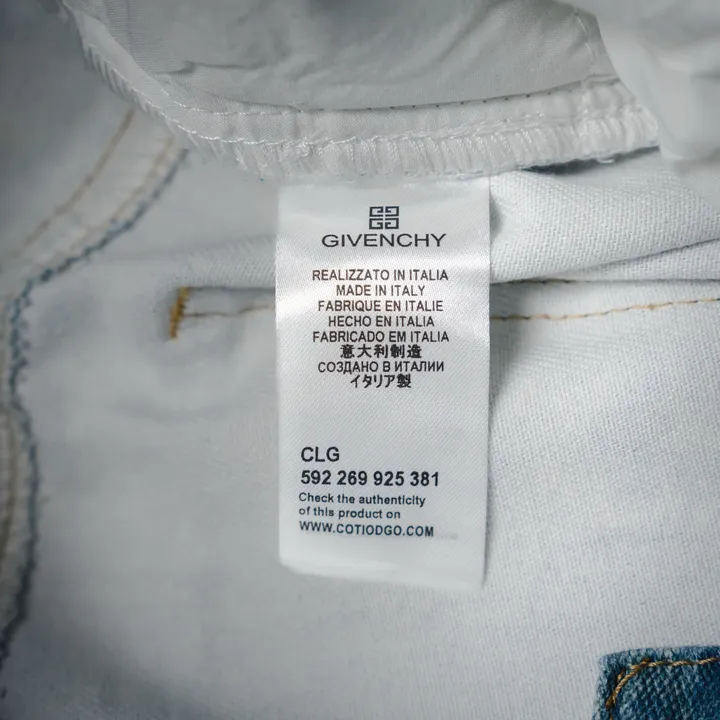 GIVENCHY
REALIZZATO IN ITALIA
MADE IN ITALY
FABRIQUE EN ITALIE
HECHO EN ITALIA
FABRICADO EM ITALIA
意大利制造
СОЗДАНО В ИТАЛИИ
イタリア製
CLG
592 269 925 381
Check the authenticity
of this product on
WWW.COTIODGO.COM